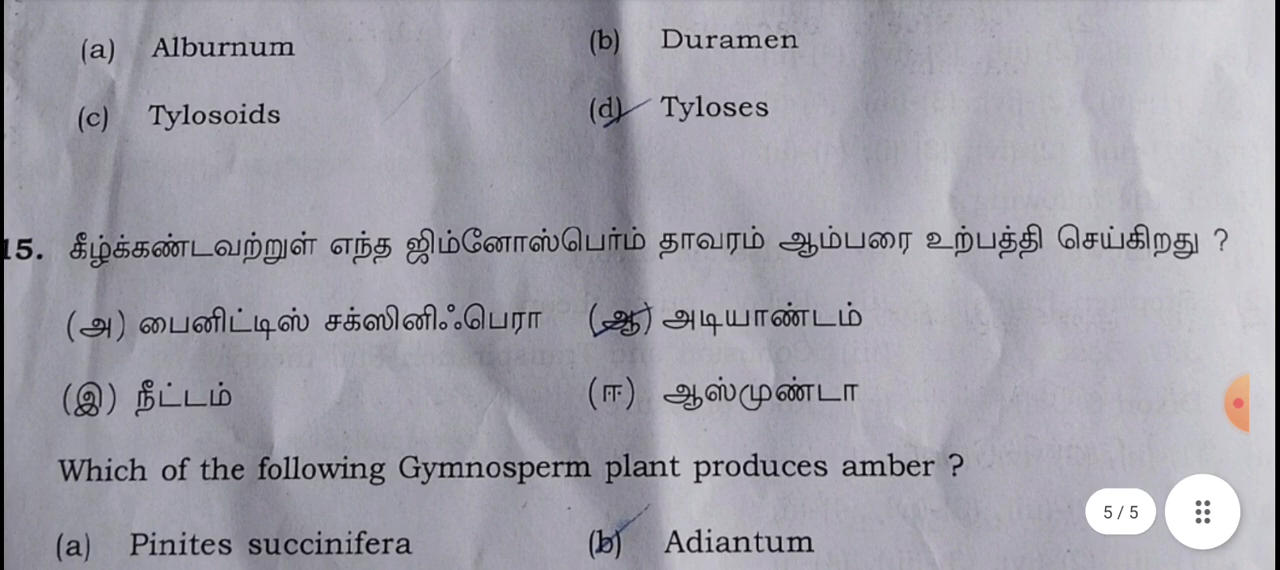 (a) Alburnum (b) Duramen
(c) Tylosoids (d) Tyloses
15. கீழ்க்கண்டவற்றுள் எந்த ஜிம்னோஸ்பெர்ம் தாவரம் ஆம்பரை உற்பத்தி செய்கிறது ?
(அ) பைனிட்டிஸ் சக்ஸினிஃபெரா (ஆ) அடியாண்டம்
(இ) நீட்டம் (ஈ) ஆஸ்முண்டா
Which of the following Gymnosperm plant produces amber ?
5 / 5
(a) Pinites succinifera (b) Adiantum